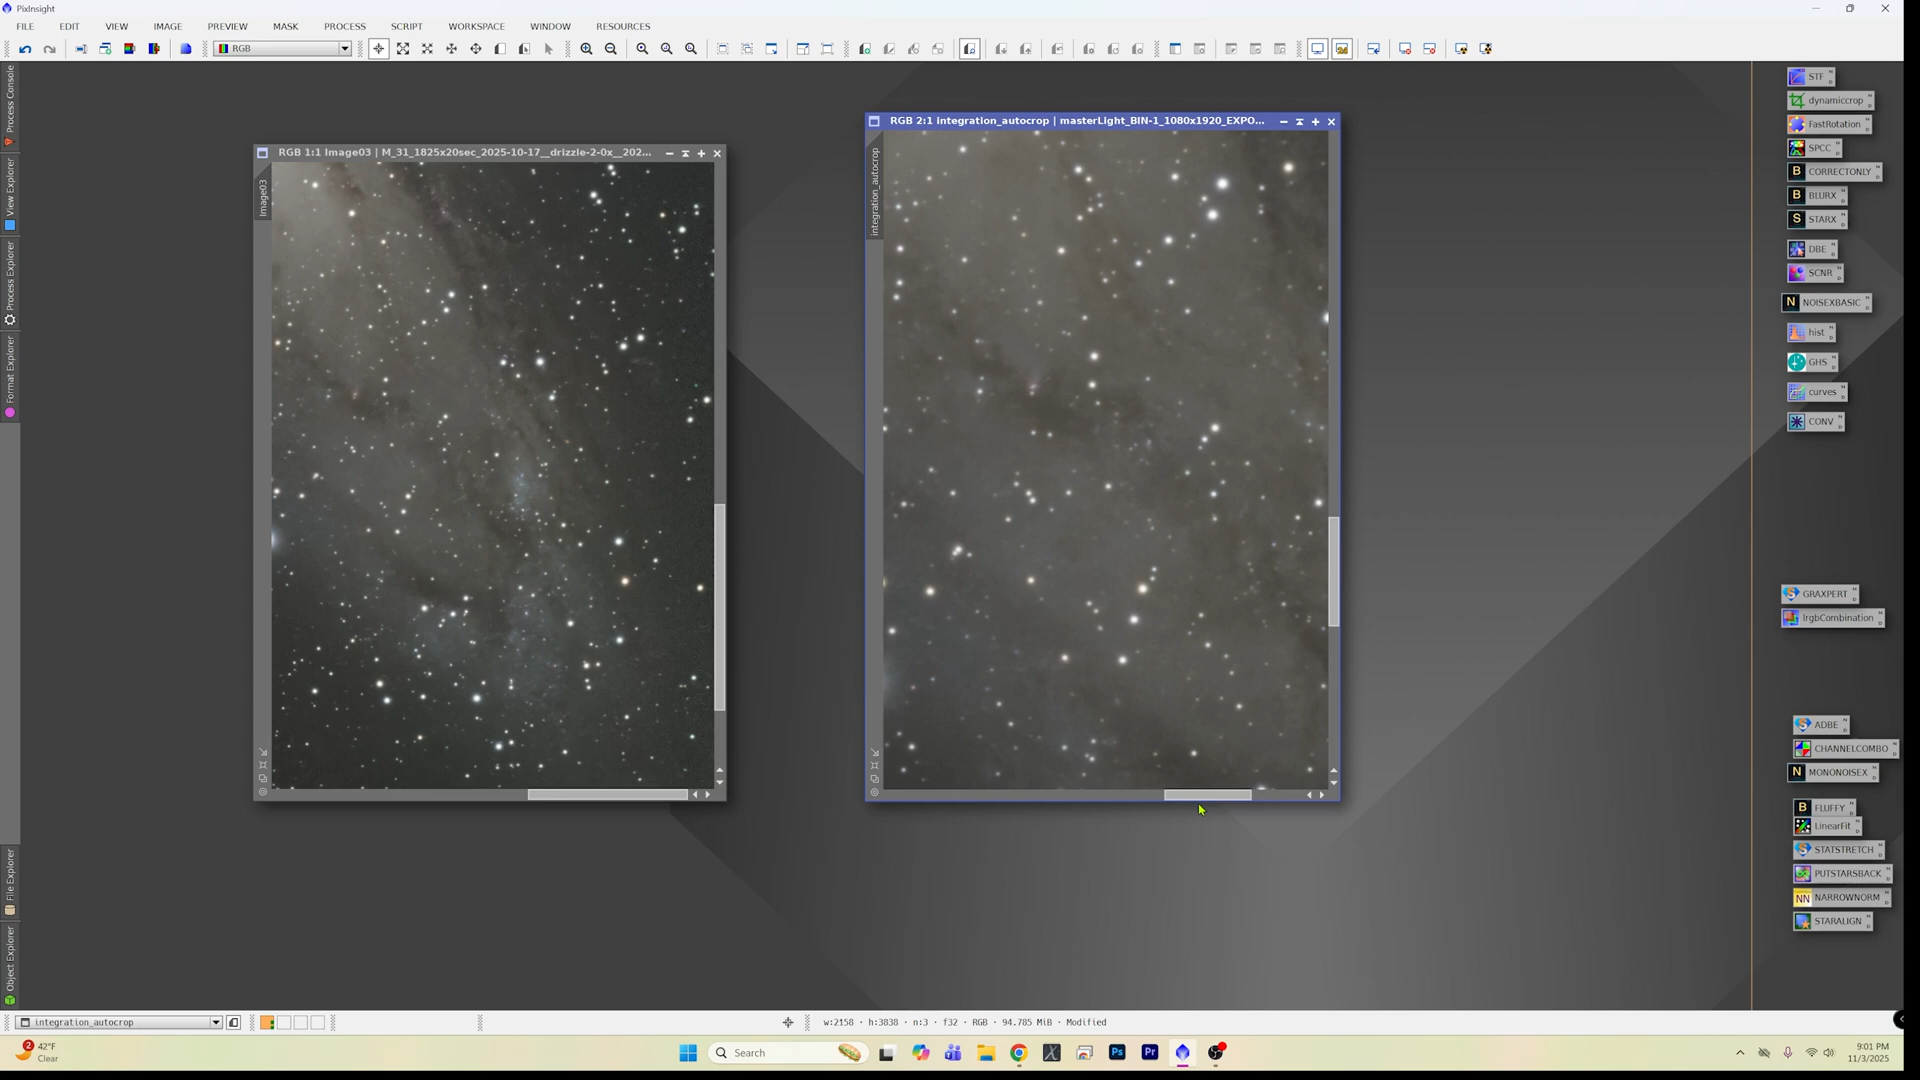 PixInsight
FILE EDIT VIEW IMAGE PREVIEW MASK PROCESS SCRIPT WORKSPACE WINDOW RESOURCES
RGB
Process Console
View Explorer
Process Explorer
Format Explorer
File Explorer
Object Explorer
RGB 1:1 Image03 | M_31_1825x20sec_2025-10-17__drizzle-2-0x__202...
Image03
RGB 2:1 integration_autocrop | masterLight_BIN-1_1080x1920_EXPO...
integration_autocrop
STF
dynamiccrop
FastRotation
SPCC
B CORRECTONLY
B BLURX
S STARX
DBE
SCNR
N NOISEXBASIC
hist
GHS
curves
CONV
GRAXPERT
lrgbCombination
ADBE
CHANNELCOMBO
N MONONOISEX
B FLUFFY
LinearFit
STATSTRETCH
PUTSTARSBACK
NN NARROWNORM
STARALIGN
integration_autocrop
w:2158 · h:3838 · n:3 · f32 · RGB · 94.785 MiB · Modified
2
42°F
Clear
Search
Ps
Pr
9:01 PM
11/3/2025